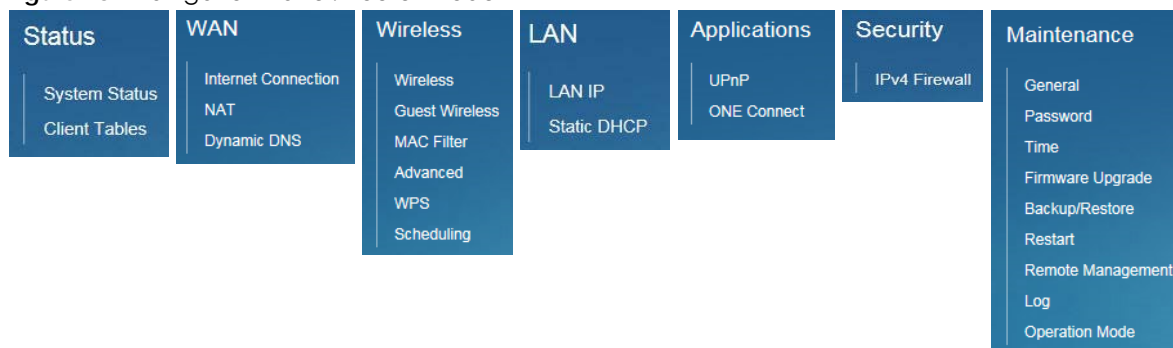 Status
System Status
Client Tables
WAN
Internet Connection
NAT
Dynamic DNS
Wireless
Wireless
Guest Wireless
MAC Filter
Advanced
WPS
Scheduling
LAN
LAN IP
Static DHCP
Applications
UPnP
ONE Connect
Security
IPv4 Firewall
Maintenance
General
Password
Time
Firmware Upgrade
Backup/Restore
Restart
Remote Management
Log
Operation Mode